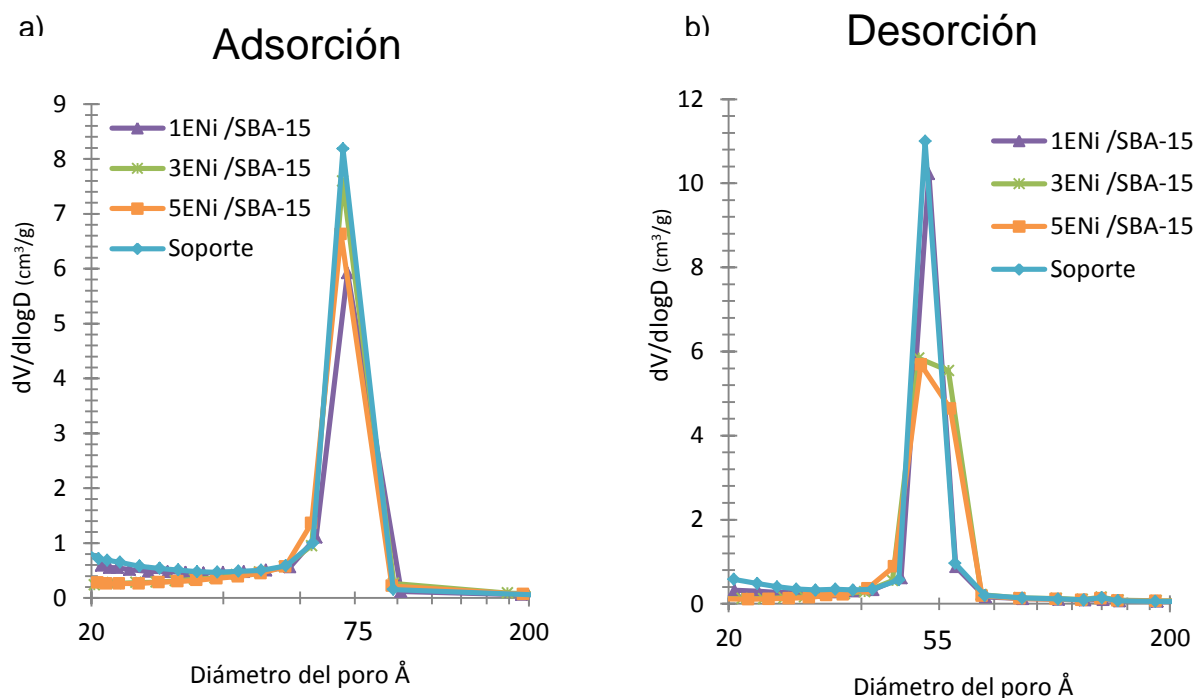 a)
Adsorción
9
8
7
6
5
4
3
2
1
0
dV/dlogD (cm³/g)
1ENi /SBA-15
3ENi /SBA-15
5ENi /SBA-15
Soporte
20
75
200
Diámetro del poro Å
b)
Desorción
12
10
8
6
4
2
0
dV/dlogD (cm³/g)
1ENi /SBA-15
3ENi /SBA-15
5ENi /SBA-15
Soporte
20
55
200
Diámetro del poro Å